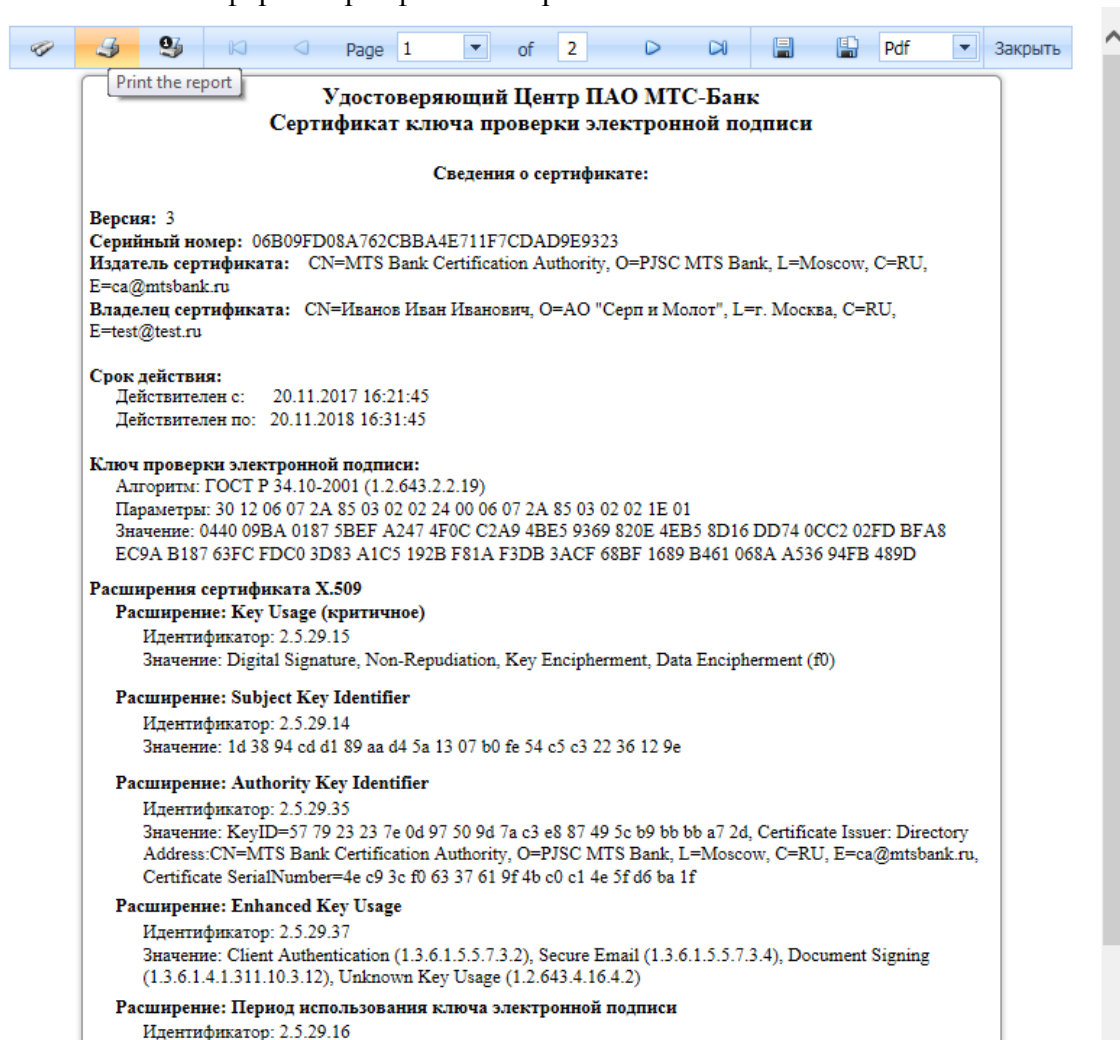 Page 1 of 2 Pdf Закрыть
Print the report
Удостоверяющий Центр ПАО МТС-Банк
Сертификат ключа проверки электронной подписи
Сведения о сертификате:
Версия: 3
Серийный номер: 06B09FD08A762CBBA4E711F7CDAD9E9323
Издатель сертификата: CN=MTS Bank Certification Authority, O=PJSC MTS Bank, L=Moscow, C=RU,
E=ca@mtsbank.ru
Владелец сертификата: CN=Иванов Иван Иванович, O=АО "Серп и Молот", L=г. Москва, C=RU,
E=test@test.ru
Срок действия:
Действителен с: 20.11.2017 16:21:45
Действителен по: 20.11.2018 16:31:45
Ключ проверки электронной подписи:
Алгоритм: ГОСТ Р 34.10-2001 (1.2.643.2.2.19)
Параметры: 30 12 06 07 2A 85 03 02 02 24 00 06 07 2A 85 03 02 02 1E 01
Значение: 0440 09BA 0187 5BEF A247 4F0C C2A9 4BE5 9369 820E 4EB5 8D16 DD74 0CC2 02FD BFA8
EC9A B187 63FC FDC0 3D83 A1C5 192B F81A F3DB 3ACF 68BF 1689 B461 068A A536 94FB 489D
Расширения сертификата X.509
Расширение: Key Usage (критичное)
Идентификатор: 2.5.29.15
Значение: Digital Signature, Non-Repudiation, Key Encipherment, Data Encipherment (f0)
Расширение: Subject Key Identifier
Идентификатор: 2.5.29.14
Значение: 1d 38 94 cd d1 89 aa d4 5a 13 07 b0 fe 54 c5 c3 22 36 12 9e
Расширение: Authority Key Identifier
Идентификатор: 2.5.29.35
Значение: KeyID=57 79 23 23 7e 0d 97 50 9d 7a c3 e8 87 49 5c b9 bb bb a7 2d, Certificate Issuer: Directory
Address:CN=MTS Bank Certification Authority, O=PJSC MTS Bank, L=Moscow, C=RU, E=ca@mtsbank.ru,
Certificate SerialNumber=4e c9 3c f0 63 37 61 9f 4b c0 c1 4e 5f d6 ba 1f
Расширение: Enhanced Key Usage
Идентификатор: 2.5.29.37
Значение: Client Authentication (1.3.6.1.5.5.7.3.2), Secure Email (1.3.6.1.5.5.7.3.4), Document Signing
(1.3.6.1.4.1.311.10.3.12), Unknown Key Usage (1.2.643.4.16.4.2)
Расширение: Период использования ключа электронной подписи
Идентификатор: 2.5.29.16